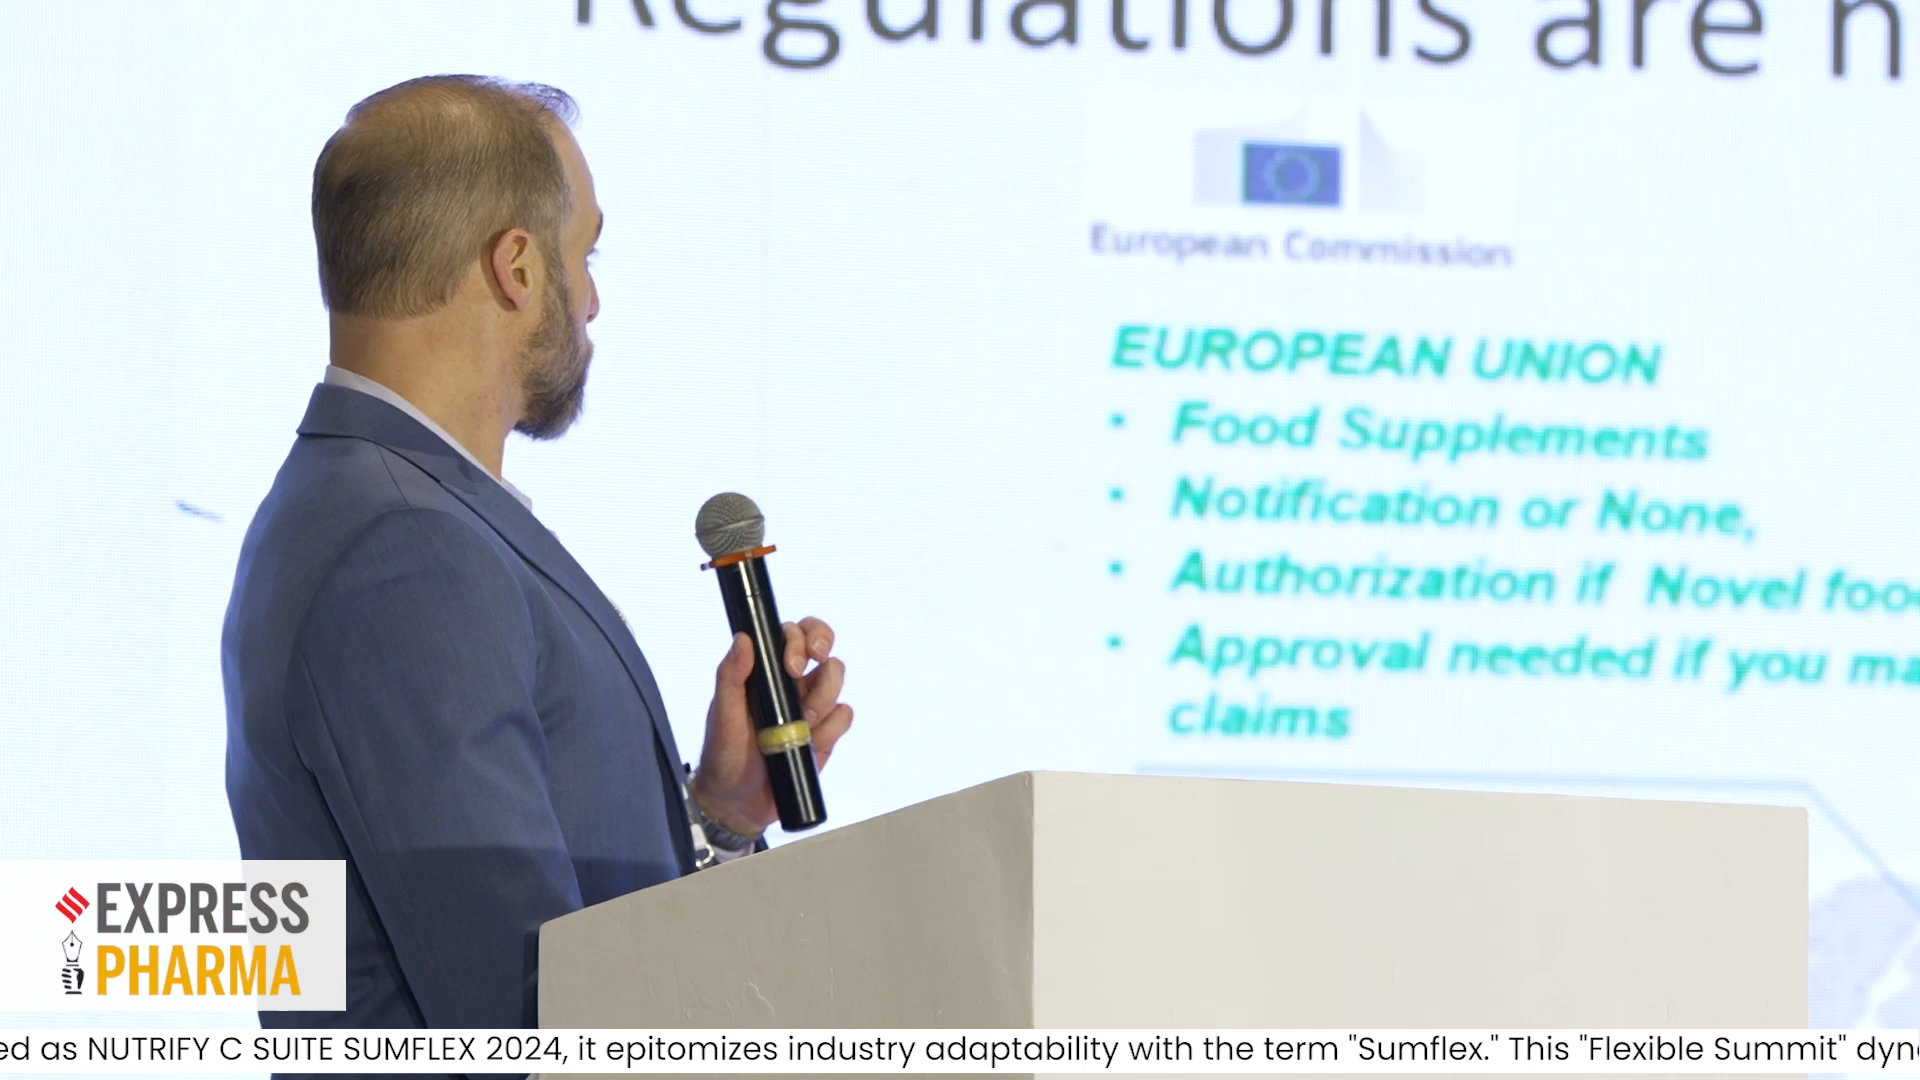 Regulations are n
European Commission
EUROPEAN UNION
• Food Supplements
• Notification or None,
• Authorization if Novel foo
• Approval needed if you ma
claims
EXPRESS
PHARMA
ed as NUTRIFY C SUITE SUMFLEX 2024, it epitomizes industry adaptability with the term "Sumflex." This "Flexible Summit" dyn